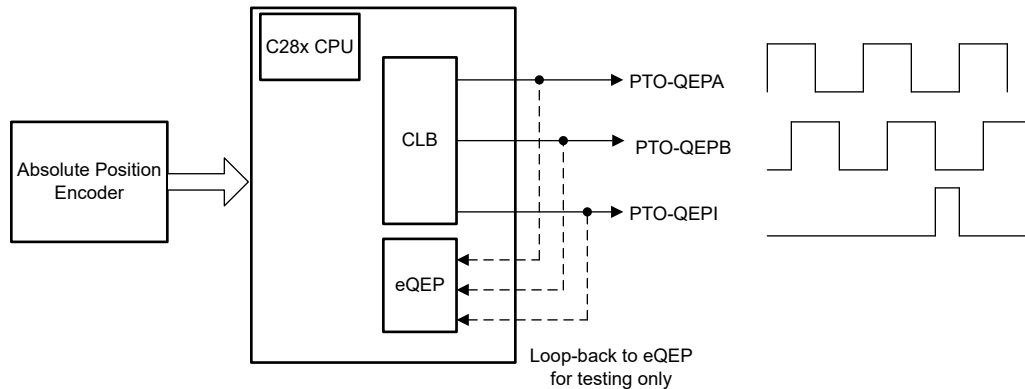 C28x CPU
PTO-QEPA
CLB
PTO-QEPB
Absolute Position
Encoder
PTO-QEPI
eQEP
Loop-back to eQEP
for testing only